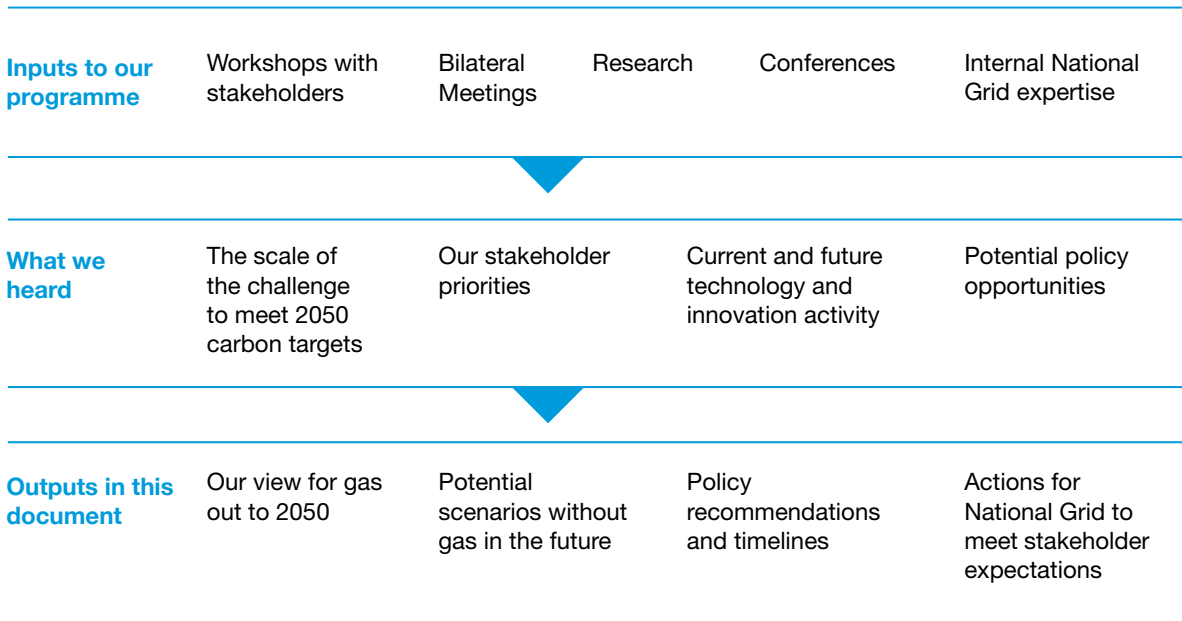 Inputs to our
programme
Workshops with
stakeholders
Bilateral
Meetings
Research
Conferences
Internal National
Grid expertise
What we
heard
The scale of
the challenge
to meet 2050
carbon targets
Our stakeholder
priorities
Current and future
technology and
innovation activity
Potential policy
opportunities
Outputs in this
document
Our view for gas
out to 2050
Potential
scenarios without
gas in the future
Policy
recommendations
and timelines
Actions for
National Grid to
meet stakeholder
expectations